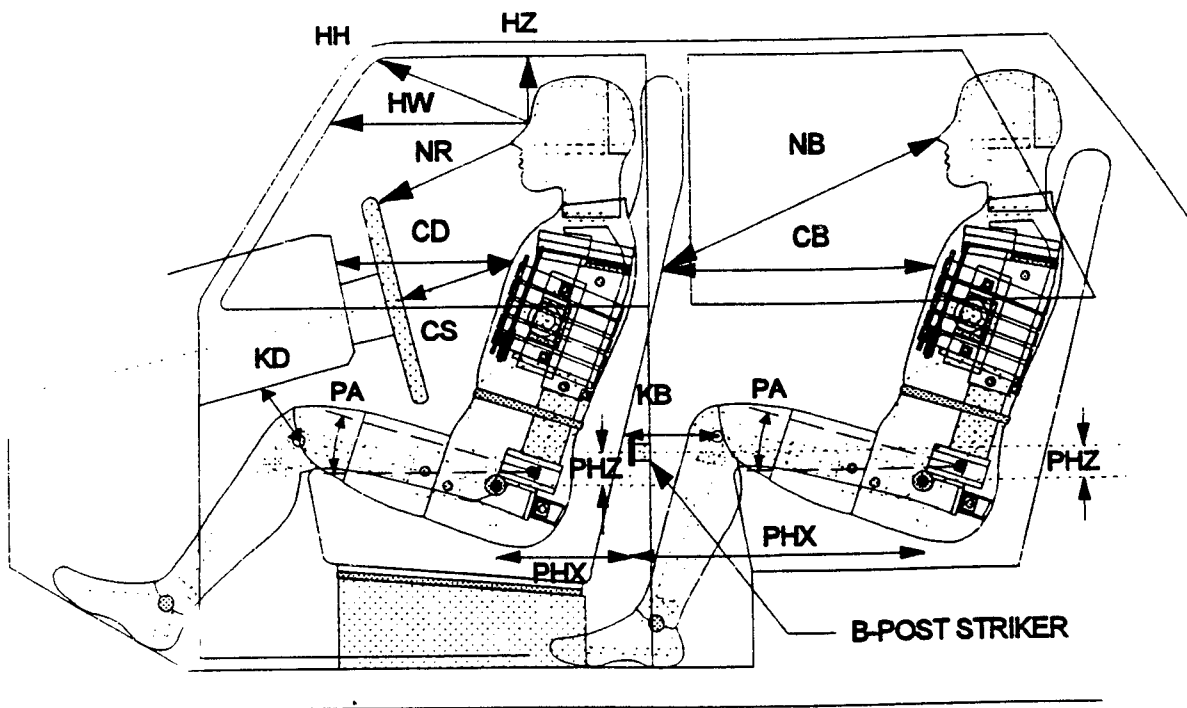 HZ
HH
HW
NR
NB
CD
CB
CS
KD
PA
KB
PA
PHZ
PHZ
PHX
PHX
B-POST STRIKER